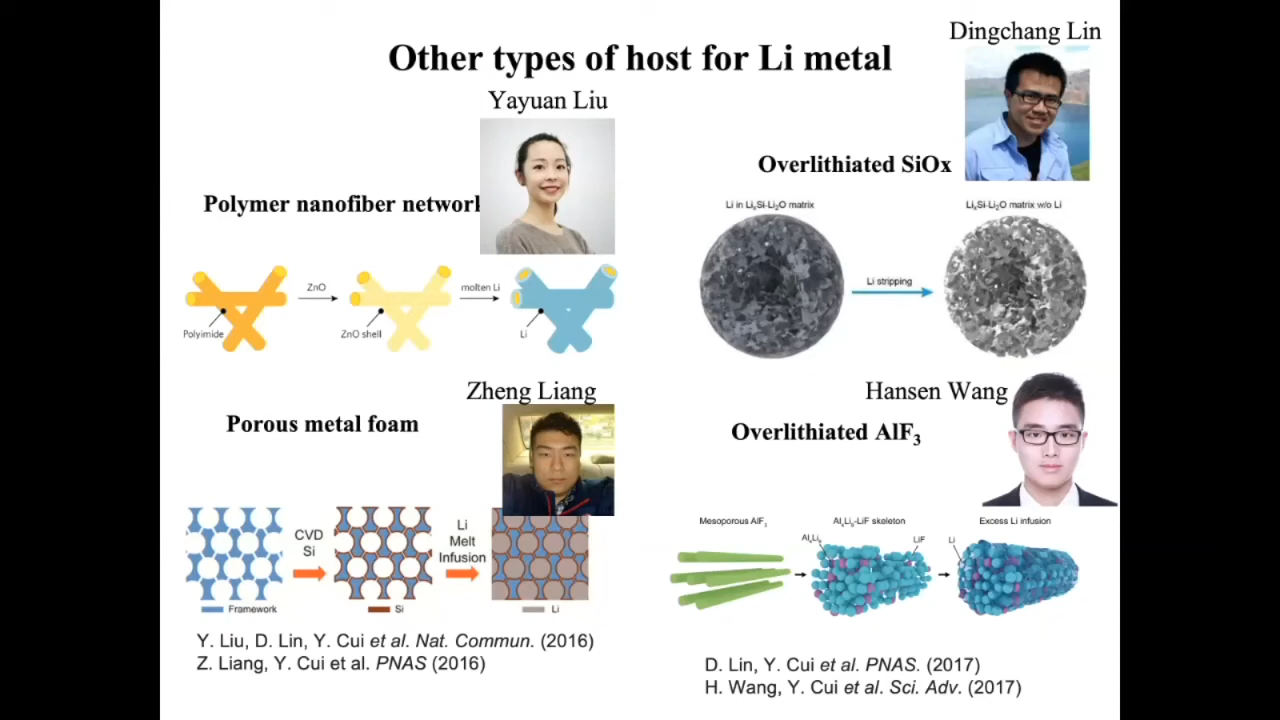 Dingchang Lin
Other types of host for Li metal
Yayuan Liu
Overlithiated SiOx
Polymer nanofiber network
Li in LixSi-Li2O matrix
LixSi-Li2O matrix w/o Li
ZnO
molten Li
Li stripping
Polyimide
ZnO shell
Li
Zheng Liang
Hansen Wang
Porous metal foam
Overlithiated AlF3
CVD
Si
Li
Melt
Infusion
Framework
Si
Li
Mesoporous AlF3
AlxLiy-LiF skeleton
Excess Li infusion
LiF
Li
Y. Liu, D. Lin, Y. Cui et al. Nat. Commun. (2016)
Z. Liang, Y. Cui et al. PNAS (2016)
D. Lin, Y. Cui et al. PNAS. (2017)
H. Wang, Y. Cui et al. Sci. Adv. (2017)